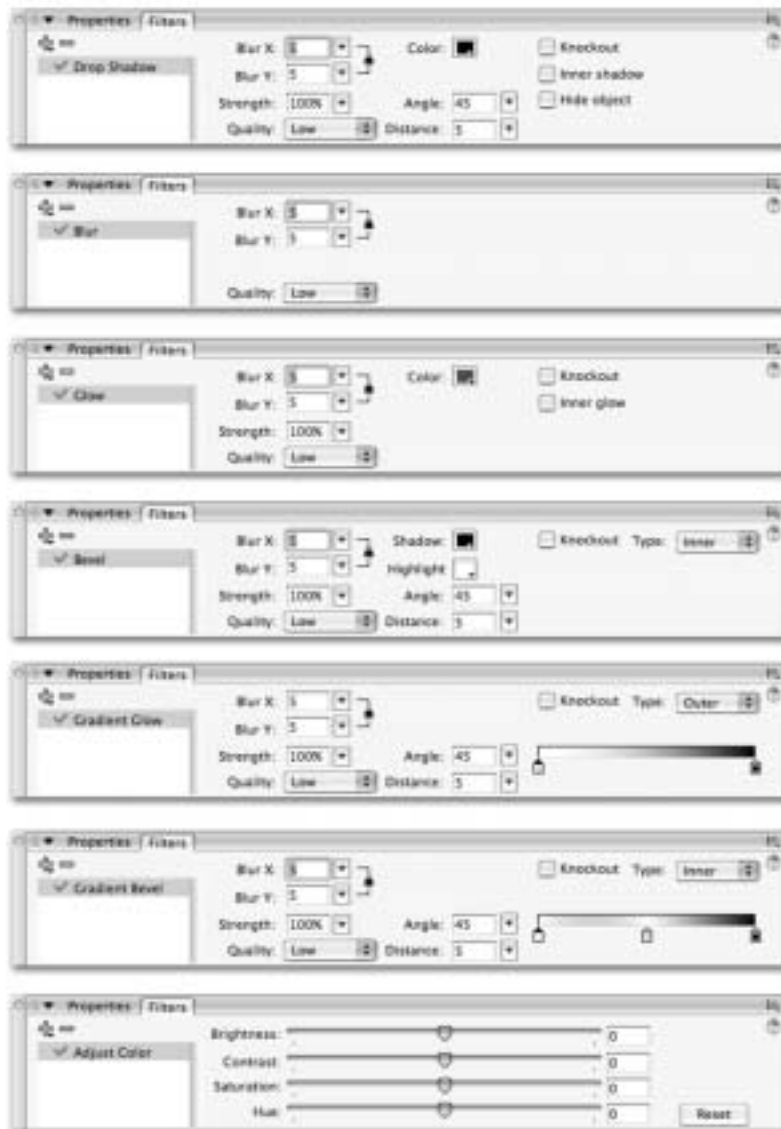 Properties Filters
Blur X: 5 Color: Knockout
Drop Shadow Blur Y: 5 Inner shadow
Strength: 100% Angle: 45 Hide object
Quality: Low Distance: 5
Properties Filters
Blur X: 5
Blur Blur Y: 5
Quality: Low
Properties Filters
Blur X: 5 Color: Knockout
Glow Blur Y: 5 Inner glow
Strength: 100%
Quality: Low
Properties Filters
Blur X: 5 Shadow: Knockout Type: Inner
Bevel Blur Y: 5 Highlight
Strength: 100% Angle: 45
Quality: Low Distance: 5
Properties Filters
Blur X: 5 Knockout Type: Outer
Gradient Glow Blur Y: 5
Strength: 100% Angle: 45
Quality: Low Distance: 5
Properties Filters
Blur X: 5 Knockout Type: Inner
Gradient Bevel Blur Y: 5
Strength: 100% Angle: 45
Quality: Low Distance: 5
Properties Filters
Brightness: 0
Adjust Color Contrast: 0
Saturation: 0
Hue: 0 Reset